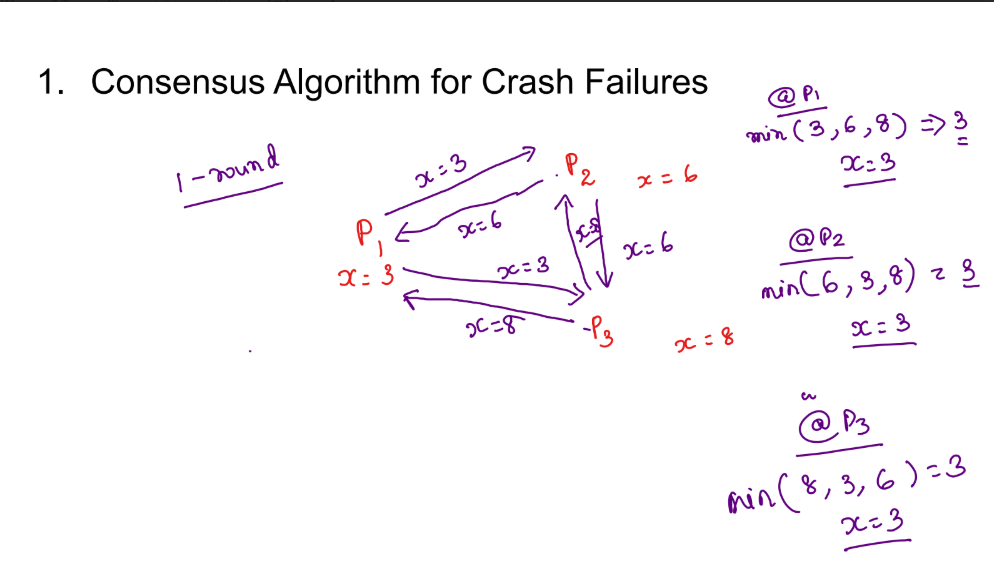 1. Consensus Algorithm for Crash Failures
1-round
x=3
P2
x=6
x=6
P1
x=3
x=8
x=6
x=3
x=8
-P3
x=8
@P1
min(3,6,8) => 3
x=3
@P2
min(6,3,8) = 3
x=3
@P3
min(8,3,6)=3
x=3